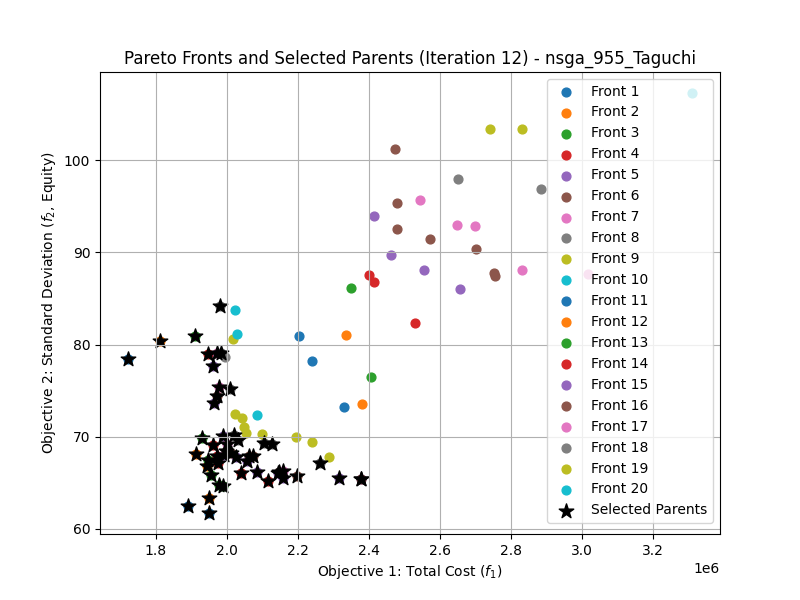 Pareto Fronts and Selected Parents (Iteration 12) - nsga_955_Taguchi
Objective 2: Standard Deviation (f₂, Equity)
100
90
80
70
60
Front 1
Front 2
Front 3
Front 4
Front 5
Front 6
Front 7
Front 8
Front 9
Front 10
Front 11
Front 12
Front 13
Front 14
Front 15
Front 16
Front 17
Front 18
Front 19
Front 20
Selected Parents
1.8 2.0 2.2 2.4 2.6 2.8 3.0 3.2
1e6
Objective 1: Total Cost (f₁)